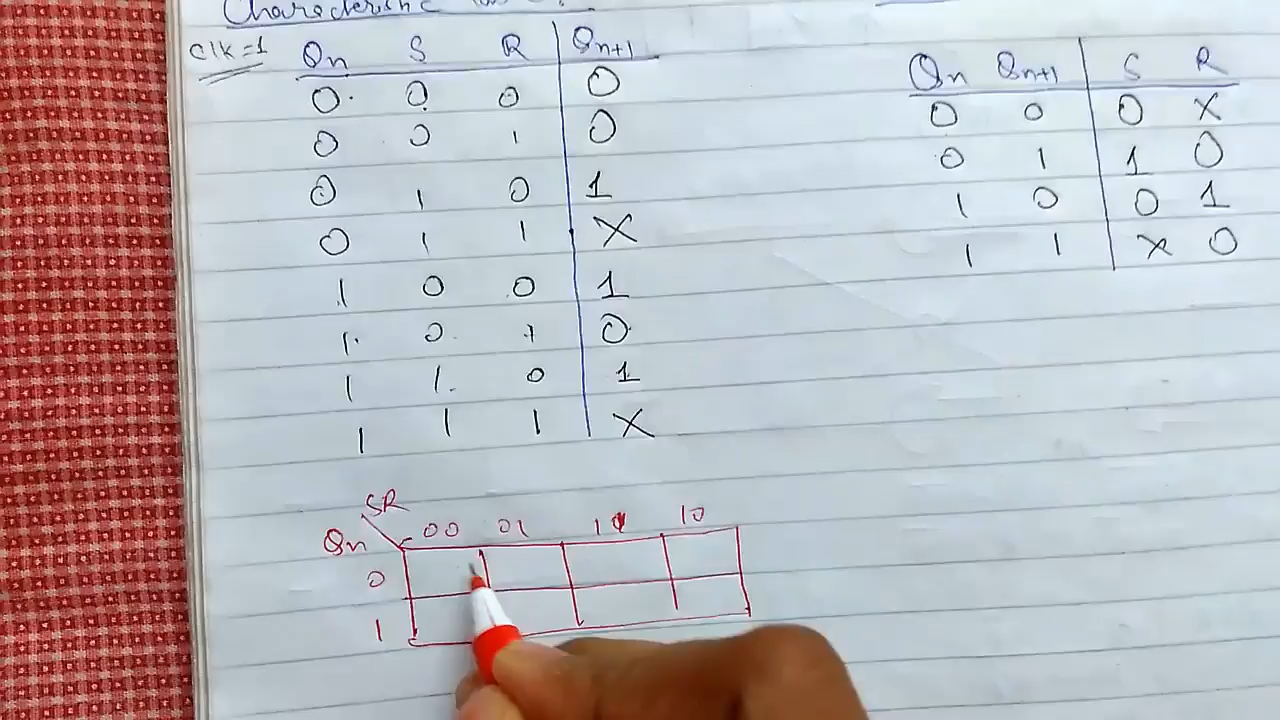 Characteristic
Clk=1
Qn S R Qn+1
0 0 0 0
0 0 1 0
0 1 0 1
0 1 1 X
1 0 0 1
1 0 1 0
1 1 0 1
1 1 1 X
Qn Qn+1 S R
0 0 0 X
0 1 1 0
1 0 0 1
1 1 X 0
SR
Qn 00 01 11 10
0
1